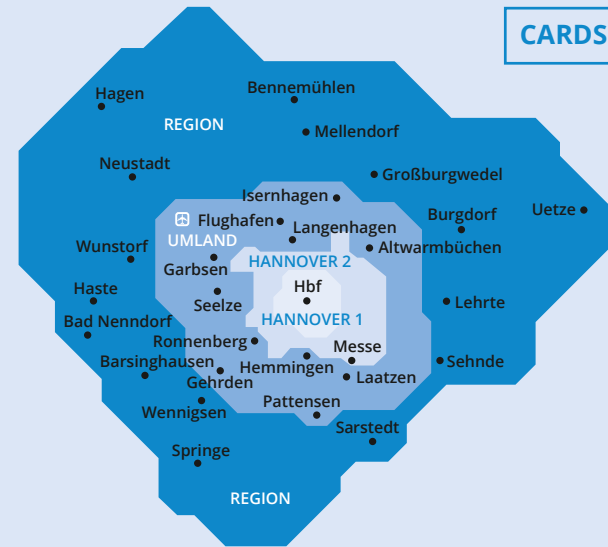 CARDS
Hagen
Bennemühlen
REGION
Mellendorf
Neustadt
Großburgwedel
Isernhagen
Uetze
Flughafen
Langenhagen
Burgdorf
UMLAND
Wunstorf
Altwarmbüchen
Garbsen
HANNOVER 2
Haste
Hbf
Seelze
Lehrte
Bad Nenndorf
HANNOVER 1
Ronnenberg
Messe
Barsinghausen
Hemmingen
Sehnde
Gehrden
Laatzen
Wennigsen
Pattensen
Sarstedt
Springe
REGION